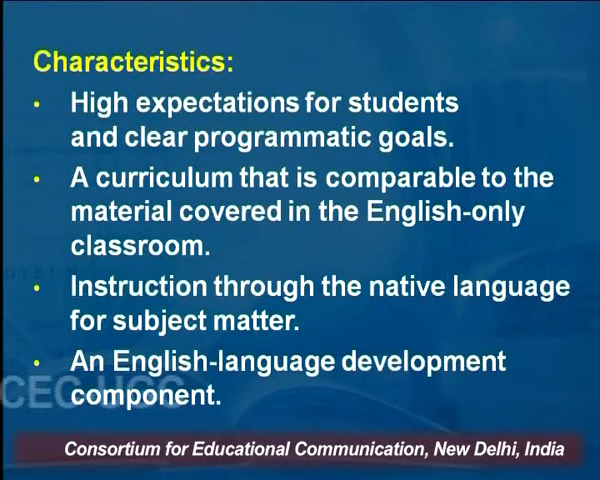 Characteristics:
• High expectations for students
and clear programmatic goals.
• A curriculum that is comparable to the
material covered in the English-only
classroom.
• Instruction through the native language
for subject matter.
• An English-language development
component.
CEC-UGC
Consortium for Educational Communication, New Delhi, India